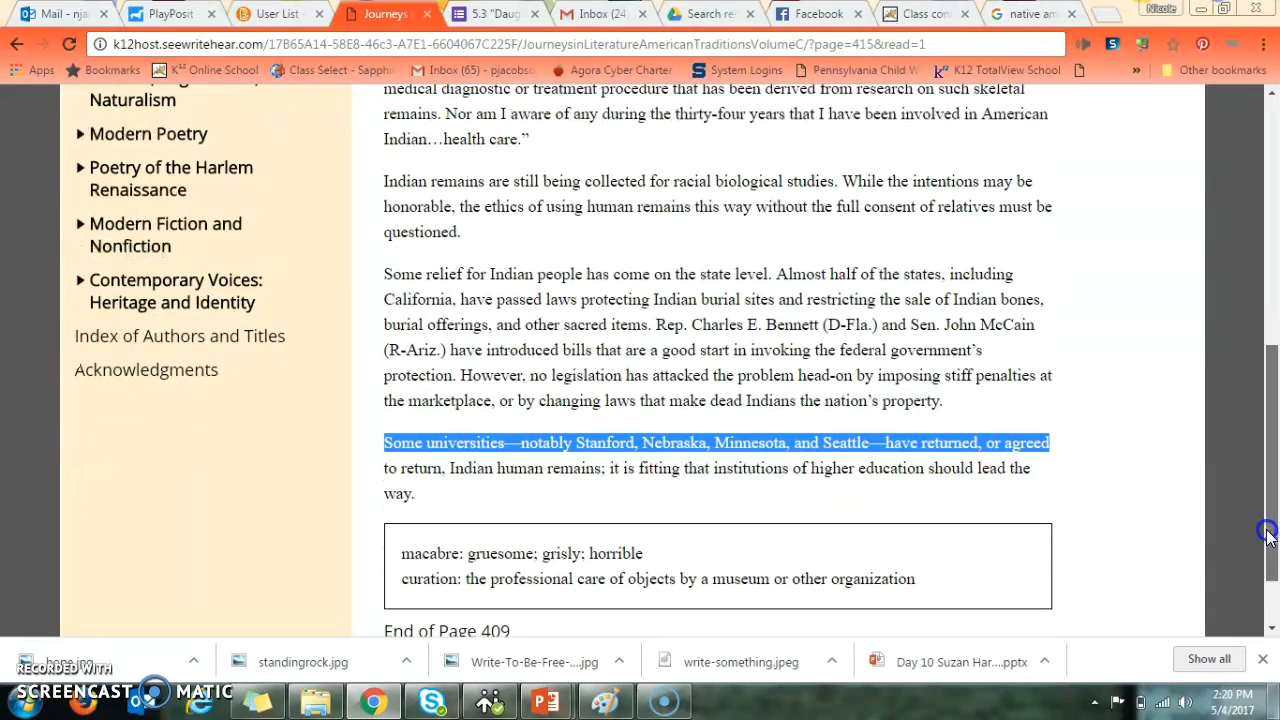 Mail - nja
PlayPosit
User List -
Journeys
5.3 "Daug
Inbox (24)
Search re
Facebook
Class con
native am
Nicole
k12host.seewritehear.com/17B65A14-58E8-46c3-A7E1-6604067C225F/JourneysinLiteratureAmericanTraditionsVolumeC/?page=415&read=1
Apps
Bookmarks
K¹² Online School
Class Select - Sapphi
Inbox (65) - pjacobso
Agora Cyber Charter
System Logins
Pennsylvania Child W
K12 TotalView School
»
Other bookmarks
Naturalism
Modern Poetry
Poetry of the Harlem
Renaissance
Modern Fiction and
Nonfiction
Contemporary Voices:
Heritage and Identity
Index of Authors and Titles
Acknowledgments
medical diagnostic or treatment procedure that has been derived from research on such skeletal
remains. Nor am I aware of any during the thirty-four years that I have been involved in American
Indian…health care.”
Indian remains are still being collected for racial biological studies. While the intentions may be
honorable, the ethics of using human remains this way without the full consent of relatives must be
questioned.
Some relief for Indian people has come on the state level. Almost half of the states, including
California, have passed laws protecting Indian burial sites and restricting the sale of Indian bones,
burial offerings, and other sacred items. Rep. Charles E. Bennett (D-Fla.) and Sen. John McCain
(R-Ariz.) have introduced bills that are a good start in invoking the federal government’s
protection. However, no legislation has attacked the problem head-on by imposing stiff penalties at
the marketplace, or by changing laws that make dead Indians the nation’s property.
Some universities—notably Stanford, Nebraska, Minnesota, and Seattle—have returned, or agreed
to return, Indian human remains; it is fitting that institutions of higher education should lead the
way.
macabre: gruesome; grisly; horrible
curation: the professional care of objects by a museum or other organization
End of Page 409
standingrock.jpg
Write-To-Be-Free-....jpg
write-something.jpeg
Day 10 Suzan Har....pptx
Show all
RECORDED WITH
SCREENCAST MATIC
2:20 PM
5/4/2017